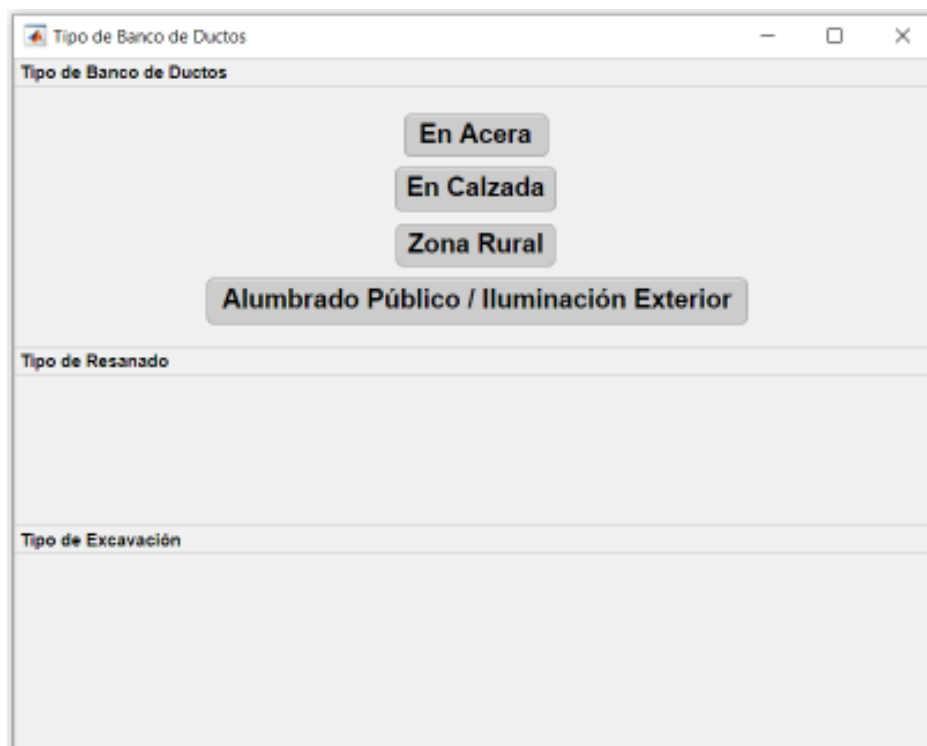 Tipo de Banco de Ductos
Tipo de Banco de Ductos
En Acera
En Calzada
Zona Rural
Alumbrado Público / Iluminación Exterior
Tipo de Resanado
Tipo de Excavación